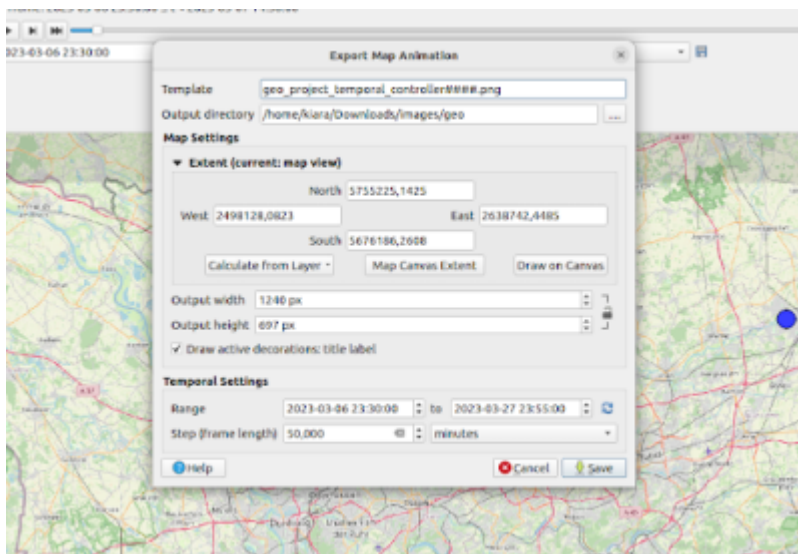 023-03-06 23:30:00
Export Map Animation
Template geo_project_temporal_controller####.png
Output directory /home/kiara/Downloads/images/geo ...
Map Settings
Extent (current: map view)
North 5755225,1425
West 2498128,0823 East 2638742,4485
South 5676186,2608
Calculate from Layer Map Canvas Extent Draw on Canvas
Output width 1240 px
Output height 697 px
Draw active decorations: title label
Temporal Settings
Range 2023-03-06 23:30:00 to 2023-03-27 23:55:00
Step (frame length) 50,000 minutes
Help Cancel Save